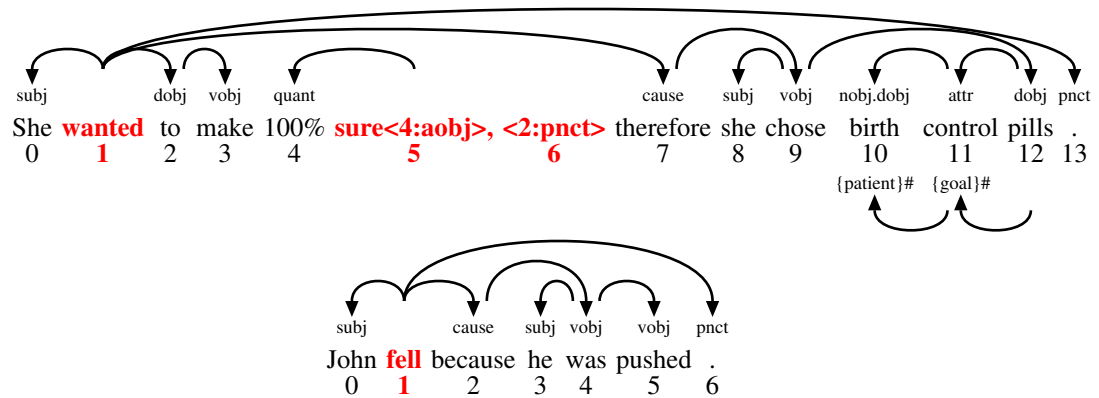 subj dobj vobj quant cause subj vobj nobj.dobj attr dobj pnct
She wanted to make 100% sure<4:aobj>, <2:pnct> therefore she chose birth control pills .
0 1 2 3 4 5 6 7 8 9 10 11 12 13
{patient}# {goal}#
subj cause subj vobj vobj pnct
John fell because he was pushed .
0 1 2 3 4 5 6